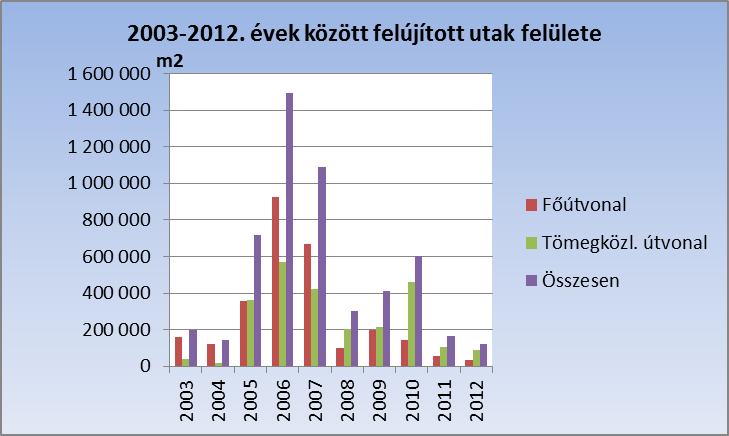 2003-2012. évek között felújított utak felülete
m2
1 600 000
1 400 000
1 200 000
1 000 000
800 000
600 000
400 000
200 000
0
2003
2004
2005
2006
2007
2008
2009
2010
2011
2012
Főútvonal
Tömegközl. útvonal
Összesen